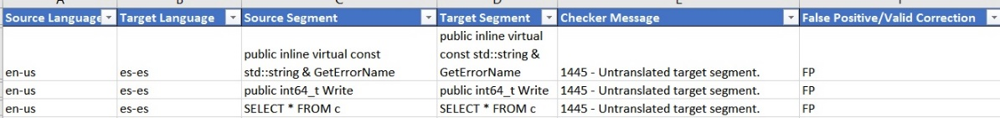 Source Language Target Language Source Segment Target Segment Checker Message False Positive/Valid Correction
public inline virtual
public inline virtual const const std::string &
en-us es-es std::string & GetErrorName GetErrorName 1445 - Untranslated target segment. FP
en-us es-es public int64_t Write public int64_t Write 1445 - Untranslated target segment. FP
en-us es-es SELECT * FROM c SELECT * FROM c 1445 - Untranslated target segment. FP